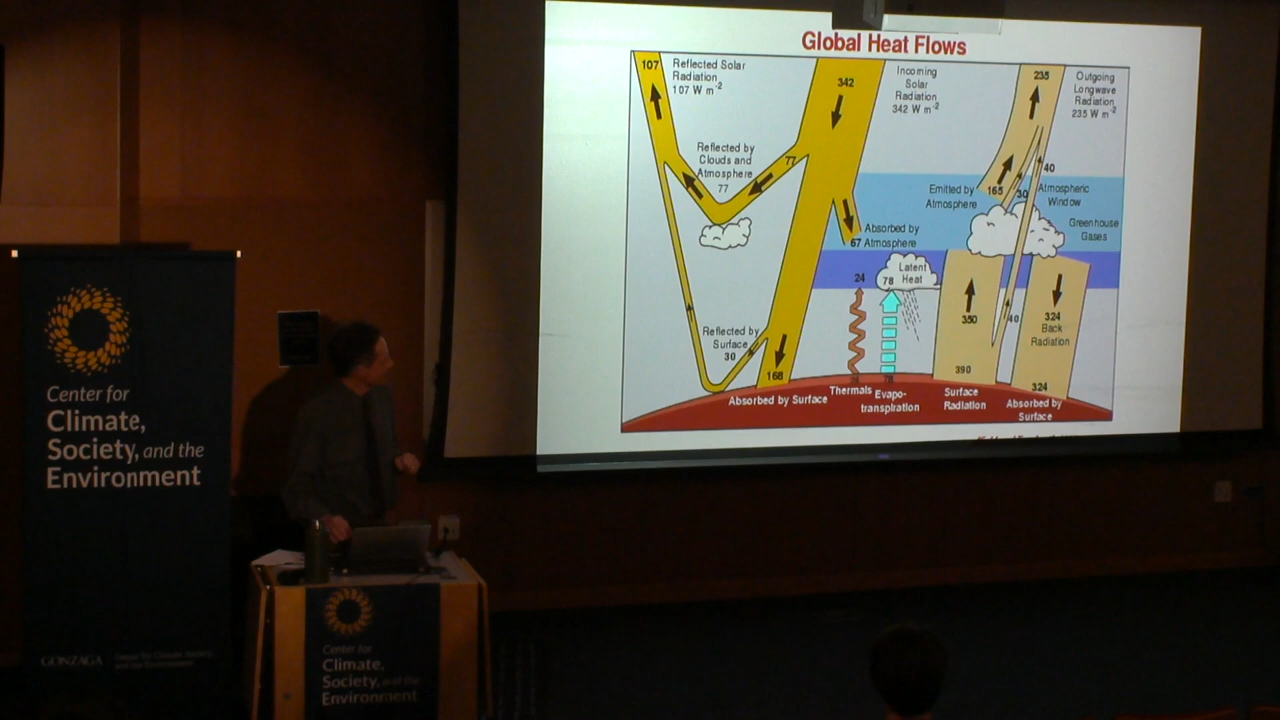 Global Heat Flows
107
Reflected Solar
Radiation
107 W m-2
342
Incoming
Solar
Radiation
342 W m-2
235
Outgoing
Longwave
Radiation
235 W m-2
Reflected by
Clouds and
Atmosphere
77
77
67
Absorbed by
Atmosphere
Emitted by
Atmosphere
165
30
40
Atmospheric
Window
Greenhouse
Gases
24
78
Latent
Heat
350
40
324
Back
Radiation
Reflected by
Surface
30
168
390
324
Absorbed by Surface
Thermals
Evapo-
transpiration
Surface
Radiation
Absorbed by
Surface
Center for
Climate,
Society, and the
Environment
GONZAGA
Center for Climate, Society,
and the Environment
Center for
Climate,
Society, and the
Environment